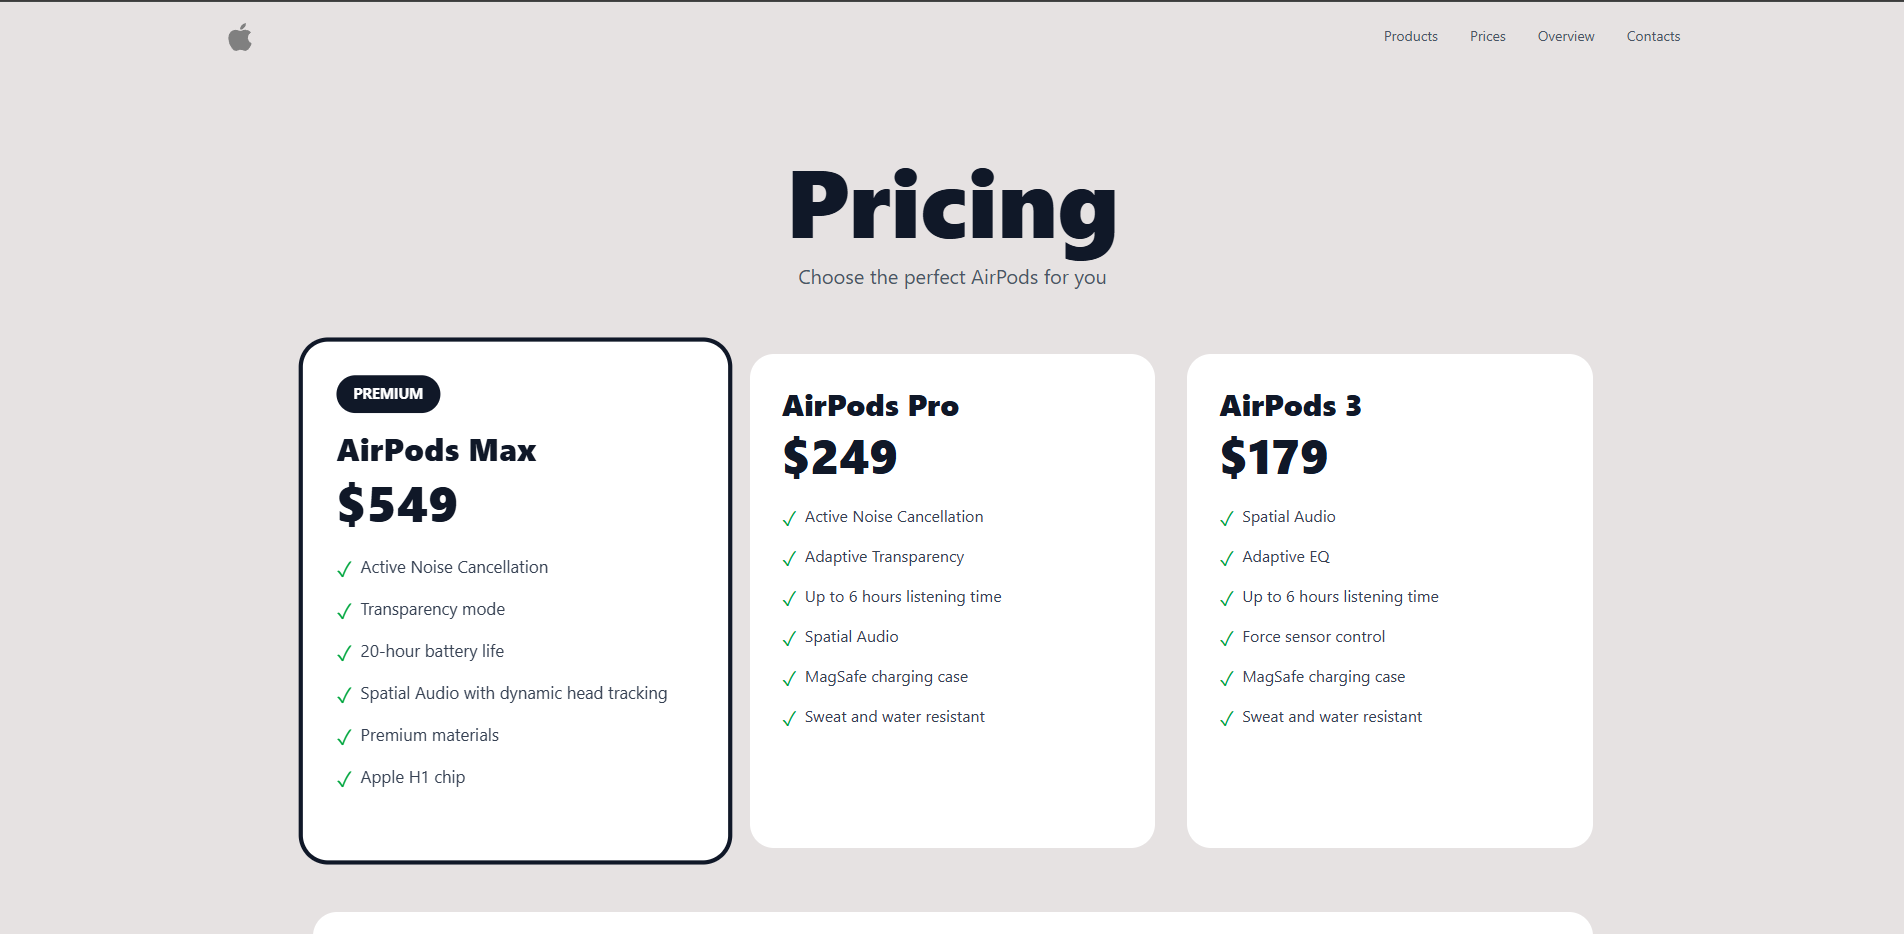 Products Prices Overview Contacts
Pricing
Choose the perfect AirPods for you
PREMIUM
AirPods Max
$549
✓ Active Noise Cancellation
✓ Transparency mode
✓ 20-hour battery life
✓ Spatial Audio with dynamic head tracking
✓ Premium materials
✓ Apple H1 chip
AirPods Pro
$249
✓ Active Noise Cancellation
✓ Adaptive Transparency
✓ Up to 6 hours listening time
✓ Spatial Audio
✓ MagSafe charging case
✓ Sweat and water resistant
AirPods 3
$179
✓ Spatial Audio
✓ Adaptive EQ
✓ Up to 6 hours listening time
✓ Force sensor control
✓ MagSafe charging case
✓ Sweat and water resistant